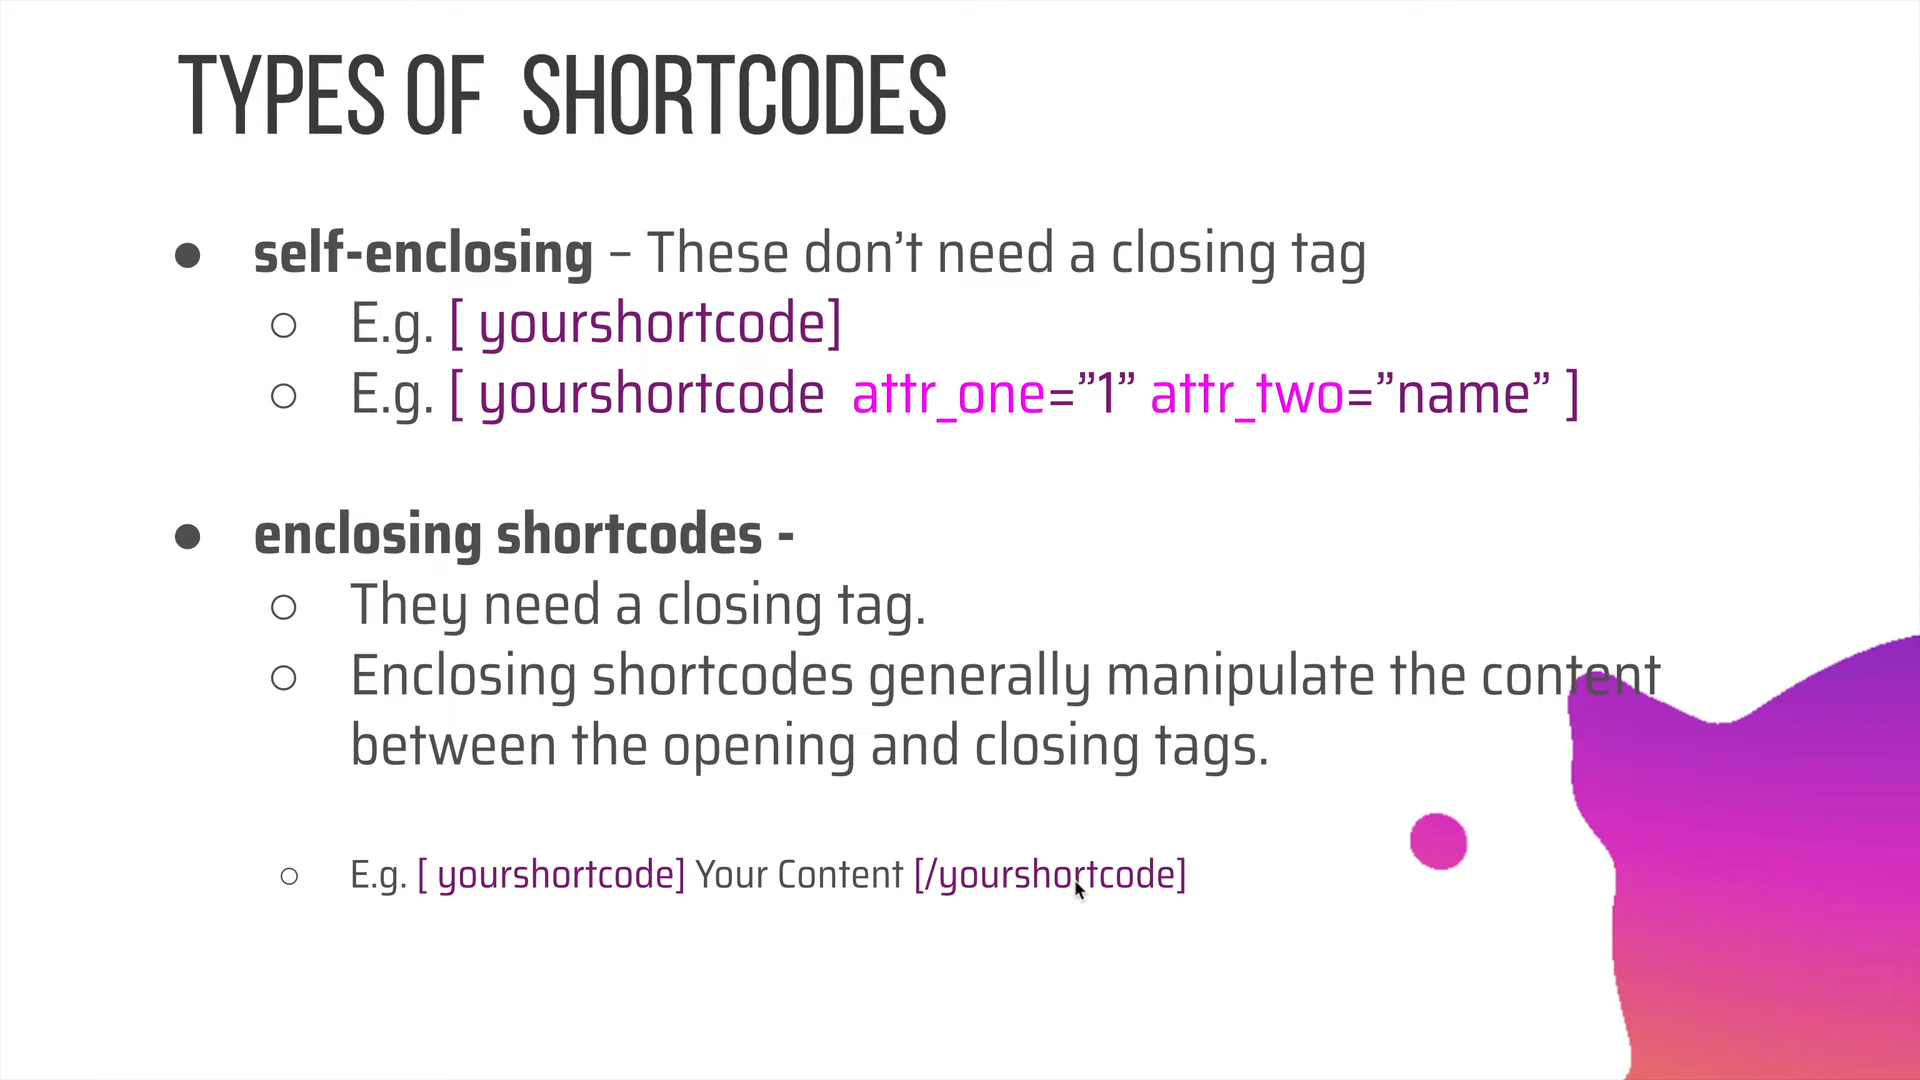 TYPES OF SHORTCODES
● self-enclosing – These don’t need a closing tag
○ E.g. [ yourshortcode]
○ E.g. [ yourshortcode attr_one=”1” attr_two=”name” ]
● enclosing shortcodes -
○ They need a closing tag.
○ Enclosing shortcodes generally manipulate the content
between the opening and closing tags.
○ E.g. [ yourshortcode] Your Content [/yourshortcode]